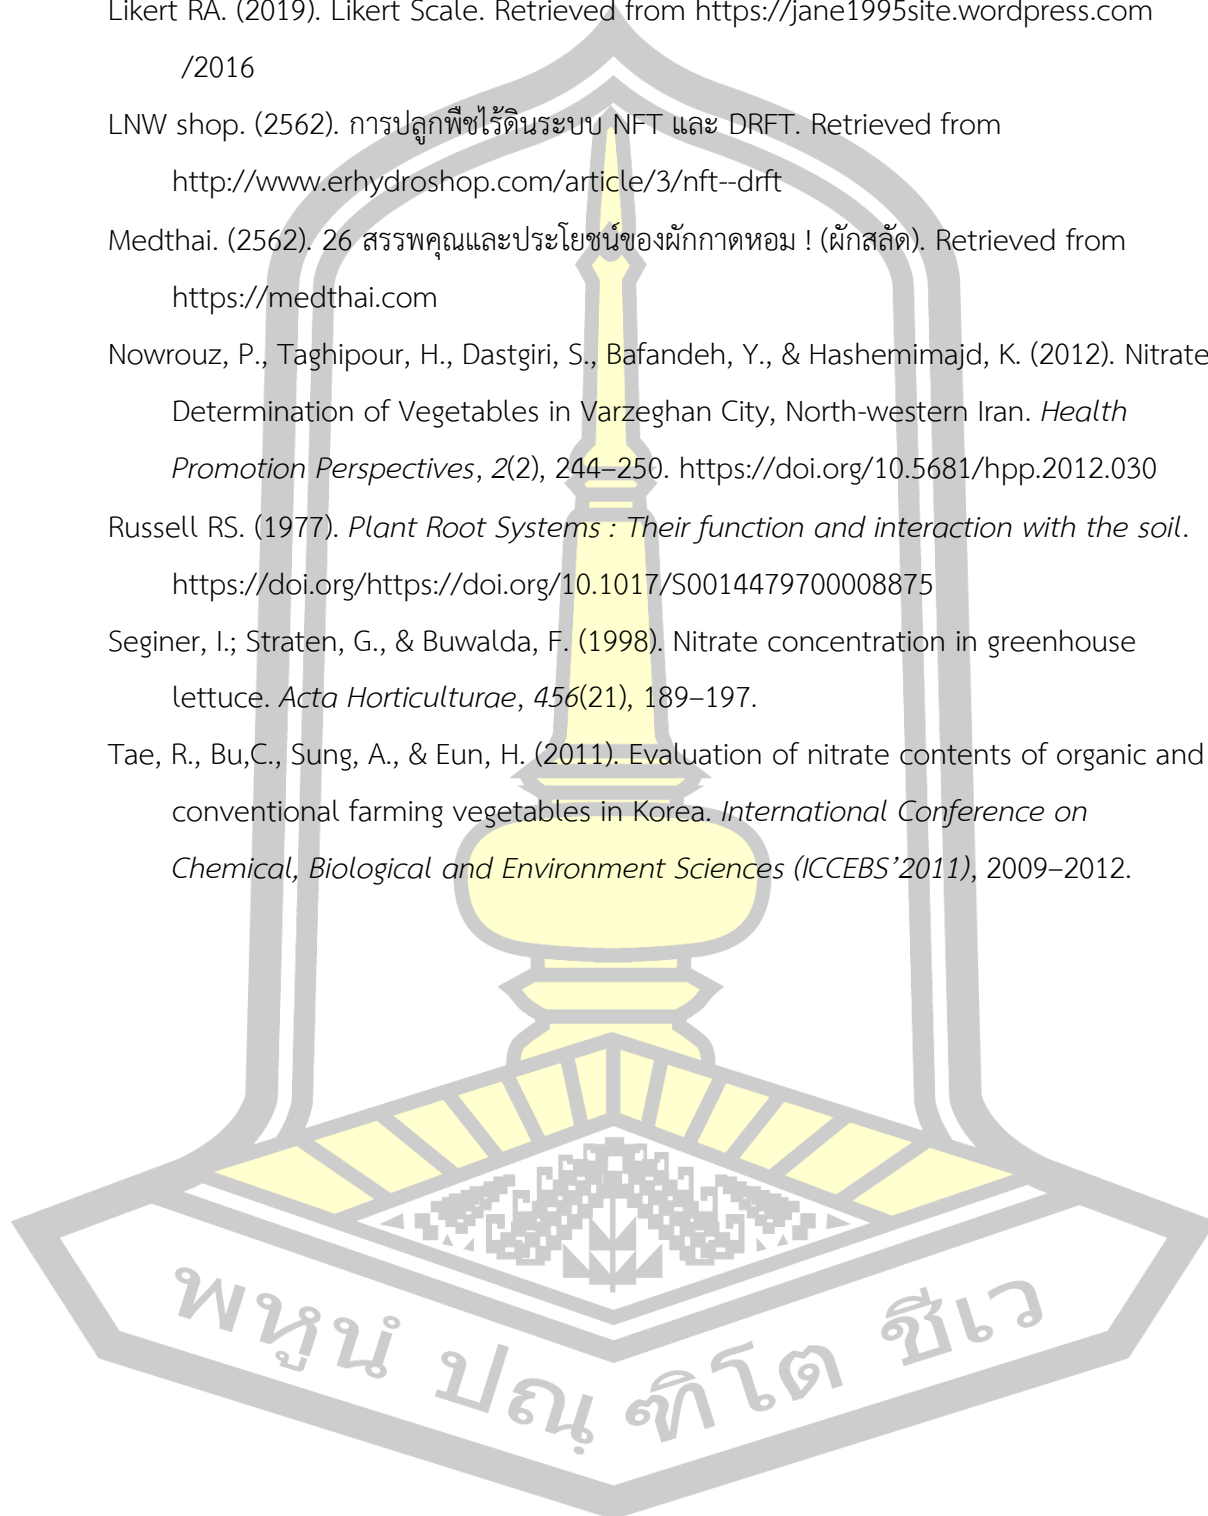 Likert RA. (2019). Likert Scale. Retrieved from https://jane1995site.wordpress.com
/2016
LNW shop. (2562). การปลูกพืชไร้ดินระบบ NFT และ DRFT. Retrieved from
http://www.erhydroshop.com/article/3/nft--drft
Medthai. (2562). 26 สรรพคุณและประโยชน์ของผักกาดหอม ! (ผักสลัด). Retrieved from
https://medthai.com
Nowrouz, P., Taghipour, H., Dastgiri, S., Bafandeh, Y., & Hashemimajd, K. (2012). Nitrate
Determination of Vegetables in Varzeghan City, North-western Iran. Health
Promotion Perspectives, 2(2), 244–250. https://doi.org/10.5681/hpp.2012.030
Russell RS. (1977). Plant Root Systems : Their function and interaction with the soil.
https://doi.org/https://doi.org/10.1017/S0014479700008875
Seginer, I.; Straten, G., & Buwalda, F. (1998). Nitrate concentration in greenhouse
lettuce. Acta Horticulturae, 456(21), 189–197.
Tae, R., Bu,C., Sung, A., & Eun, H. (2011). Evaluation of nitrate contents of organic and
conventional farming vegetables in Korea. International Conference on
Chemical, Biological and Environment Sciences (ICCEBS’2011), 2009–2012.
พหูนํ ปณฺฑิโต ชีเว